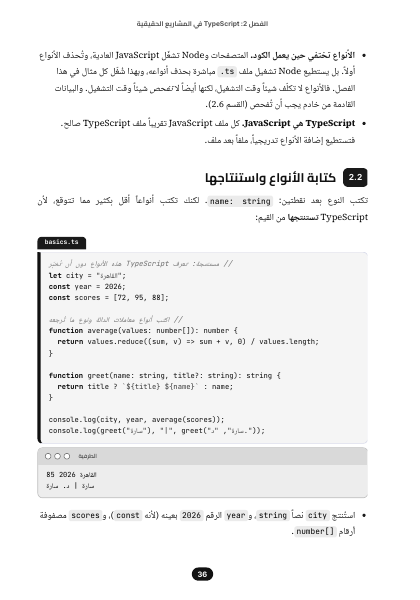 الفصل 2: TypeScript في المشاريع الحقيقية
• الأنواع تختفي حين يعمل الكود. المتصفحات وNode تشغّل JavaScript العادية، وتُحذف الأنواع
أولاً. بل يستطيع Node تشغيل ملف .ts مباشرة بحذف أنواعه، وبهذا شُغّل كل مثال في هذا
الفصل. فالأنواع لا تكلّف شيئاً وقت التشغيل، لكنها أيضاً لا تفحص شيئاً وقت التشغيل. والبيانات
القادمة من خادم يجب أن تُفحص (القسم 2.6).
• TypeScript هي JavaScript. كل ملف JavaScript تقريباً ملف TypeScript صالح.
فتستطيع إضافة الأنواع تدريجياً، ملفاً بعد ملف.
2.2 كتابة الأنواع واستنتاجها
تكتب النوع بعد نقطتين: name: string. لكنك تكتب أنواعاً أقل بكثير مما تتوقع، لأن
TypeScript تستنتجها من القيم:
basics.ts
// مستنتجة: تعرف TypeScript هذه الأنواع دون أن تُخبر
let city = "القاهرة";
const year = 2026;
const scores = [72, 95, 88];
// اكتب أنواع معاملات الدالة ونوع ما تُرجعه
function average(values: number[]): number {
return values.reduce((sum, v) => sum + v, 0) / values.length;
}
function greet(name: string, title?: string): string {
return title ? `${title} ${name}` : name;
}
console.log(city, year, average(scores));
console.log(greet("سارة"), "|", greet("سارة", "د."));
الطرفية
القاهرة 2026 85
سارة | د. سارة
• استُنتج city نصاً string، و year الرقم 2026 بعينه (لأنه const)، و scores مصفوفة
أرقام number[].
36